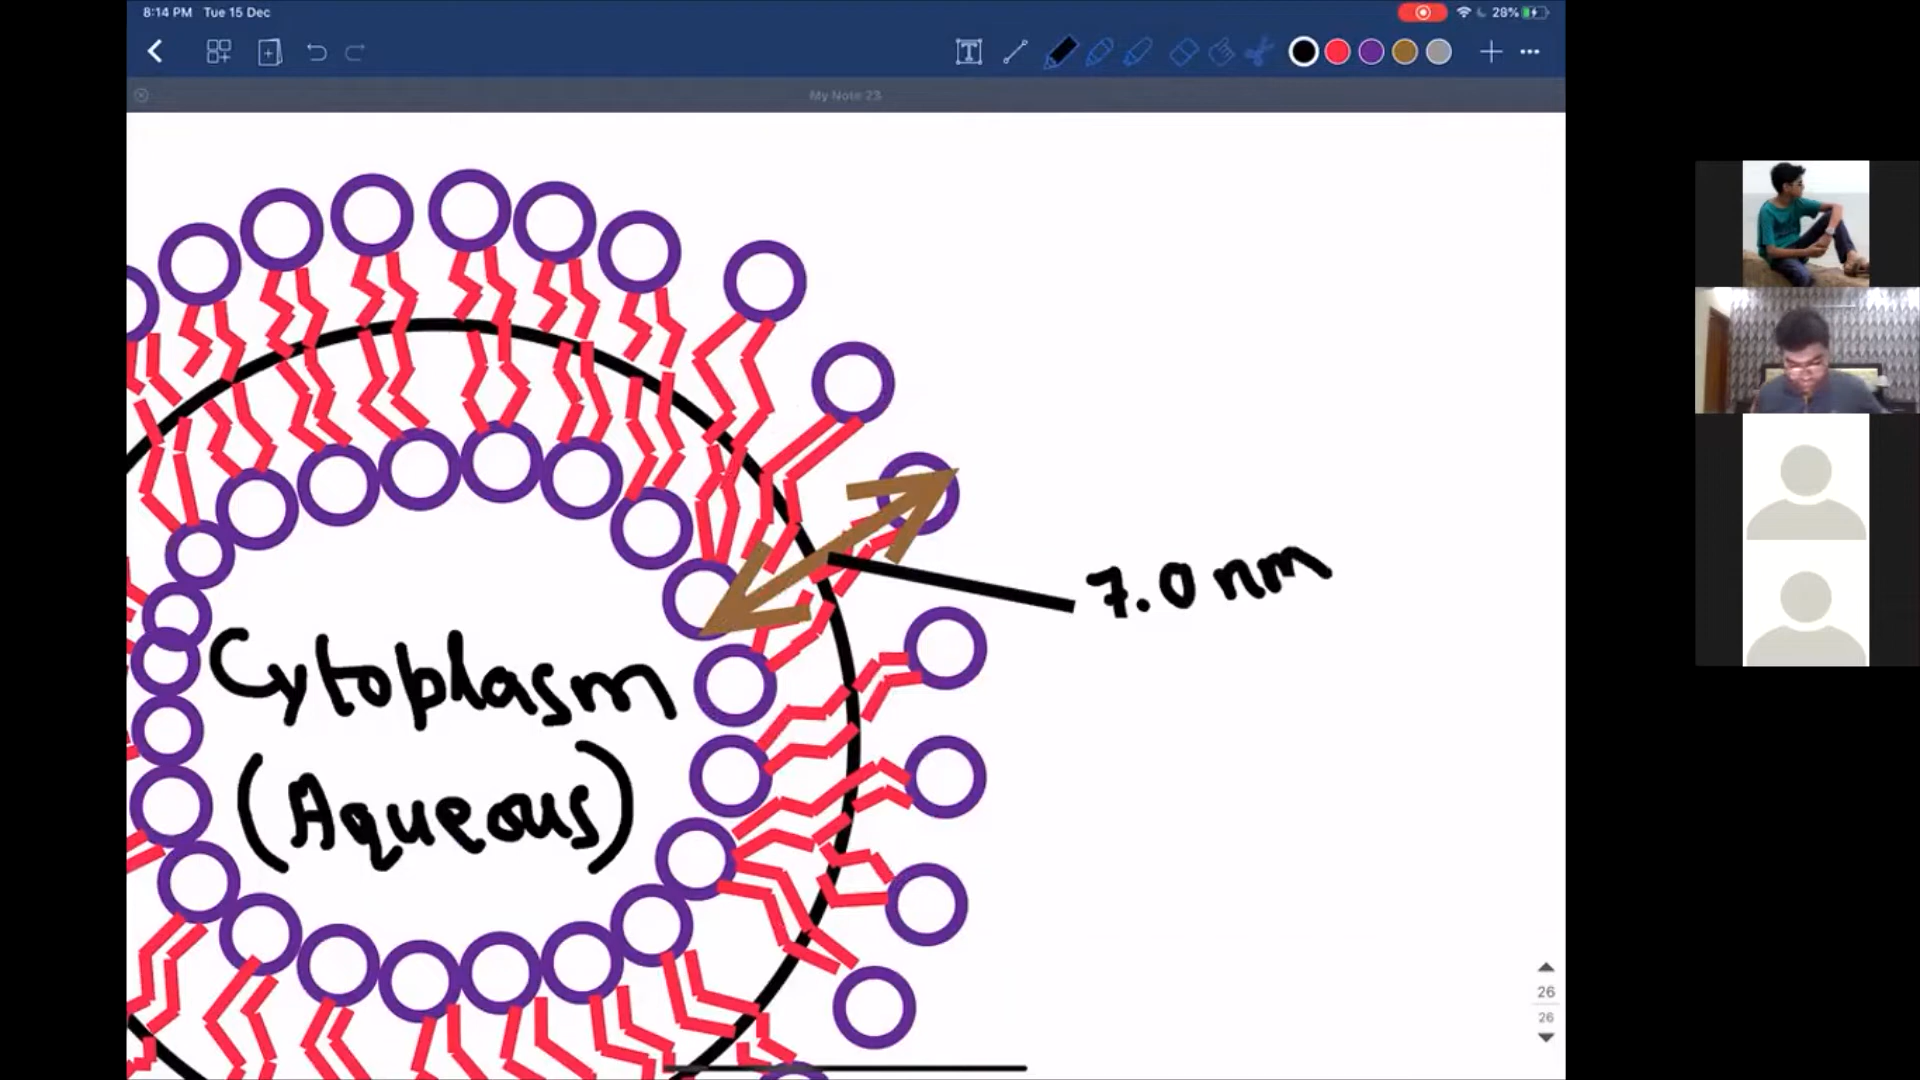 8:14 PM Tue 15 Dec
28%
T
My Note 23
7.0 nm
Cytoplasm
(Aqueous)
26
26